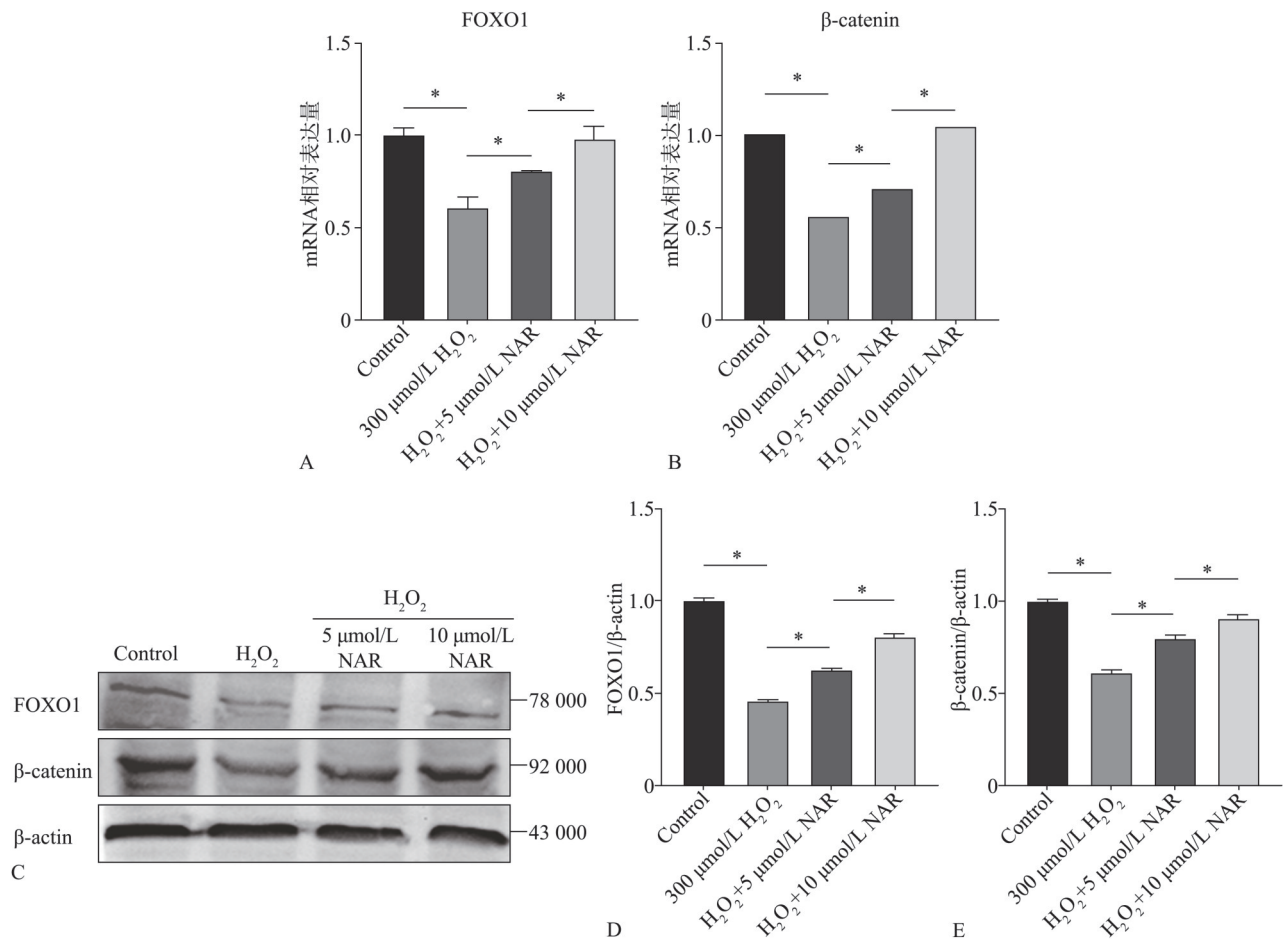 FOXO1
1.5
1.0
0.5
0
mRNA相对表达量
*
*
*
Control
300 μmol/L H₂O₂
H₂O₂+5 μmol/L NAR
H₂O₂+10 μmol/L NAR
A
β-catenin
1.5
1.0
0.5
0
mRNA相对表达量
*
*
*
Control
300 μmol/L H₂O₂
H₂O₂+5 μmol/L NAR
H₂O₂+10 μmol/L NAR
B
H₂O₂
Control
H₂O₂
5 μmol/L
NAR
10 μmol/L
NAR
FOXO1
78 000
β-catenin
92 000
β-actin
43 000
C
1.5
1.0
0.5
0
FOXO1/β-actin
*
*
*
Control
300 μmol/L H₂O₂
H₂O₂+5 μmol/L NAR
H₂O₂+10 μmol/L NAR
D
1.5
1.0
0.5
0
β-catenin/β-actin
*
*
*
Control
300 μmol/L H₂O₂
H₂O₂+5 μmol/L NAR
H₂O₂+10 μmol/L NAR
E